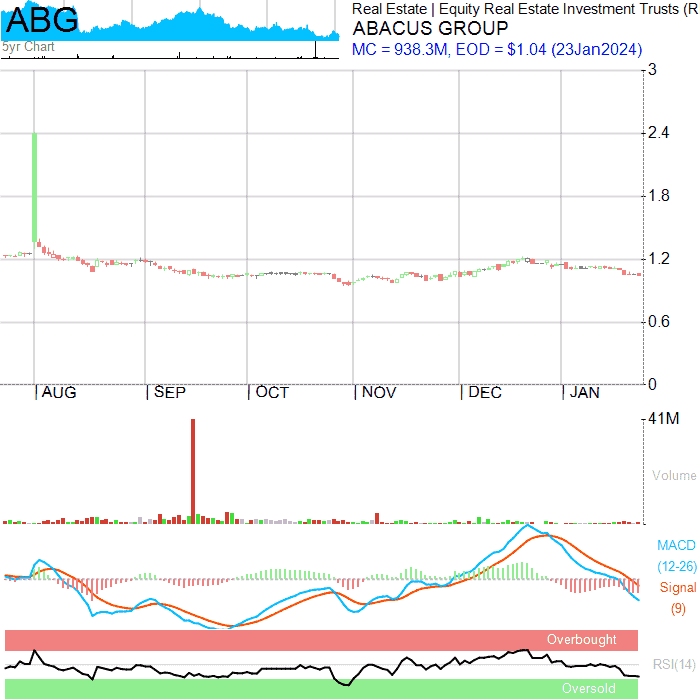 ABG
5yr Chart
Real Estate | Equity Real Estate Investment Trusts (R
ABACUS GROUP
MC = 938.3M, EOD = $1.04 (23Jan2024)
3
2.4
1.8
1.2
0.6
0
AUG SEP OCT NOV DEC JAN
41M
Volume
MACD
(12-26)
Signal
(9)
Overbought
RSI(14)
Oversold